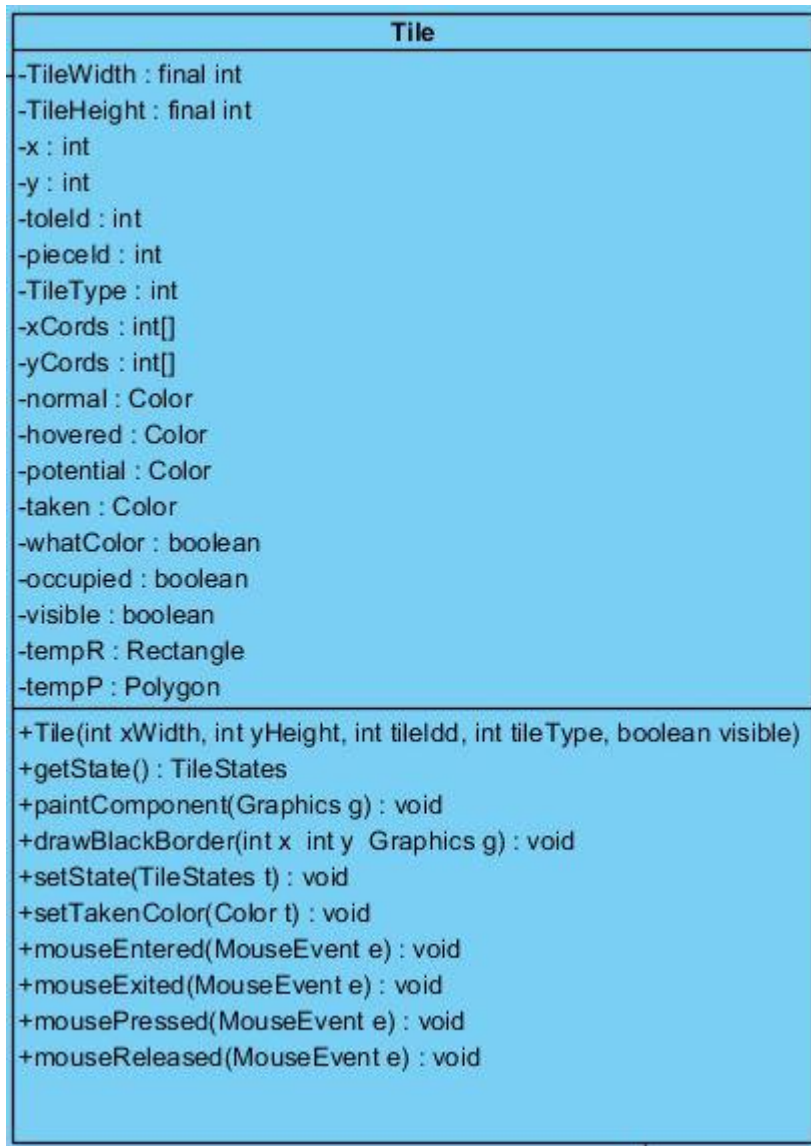 Tile
-TileWidth : final int
-TileHeight : final int
-x : int
-y : int
-toleId : int
-pieceId : int
-TileType : int
-xCords : int[]
-yCords : int[]
-normal : Color
-hovered : Color
-potential : Color
-taken : Color
-whatColor : boolean
-occupied : boolean
-visible : boolean
-tempR : Rectangle
-tempP : Polygon
+Tile(int xWidth, int yHeight, int tileIdd, int tileType, boolean visible)
+getState() : TileStates
+paintComponent(Graphics g) : void
+drawBlackBorder(int x int y Graphics g) : void
+setState(TileStates t) : void
+setTakenColor(Color t) : void
+mouseEntered(MouseEvent e) : void
+mouseExited(MouseEvent e) : void
+mousePressed(MouseEvent e) : void
+mouseReleased(MouseEvent e) : void